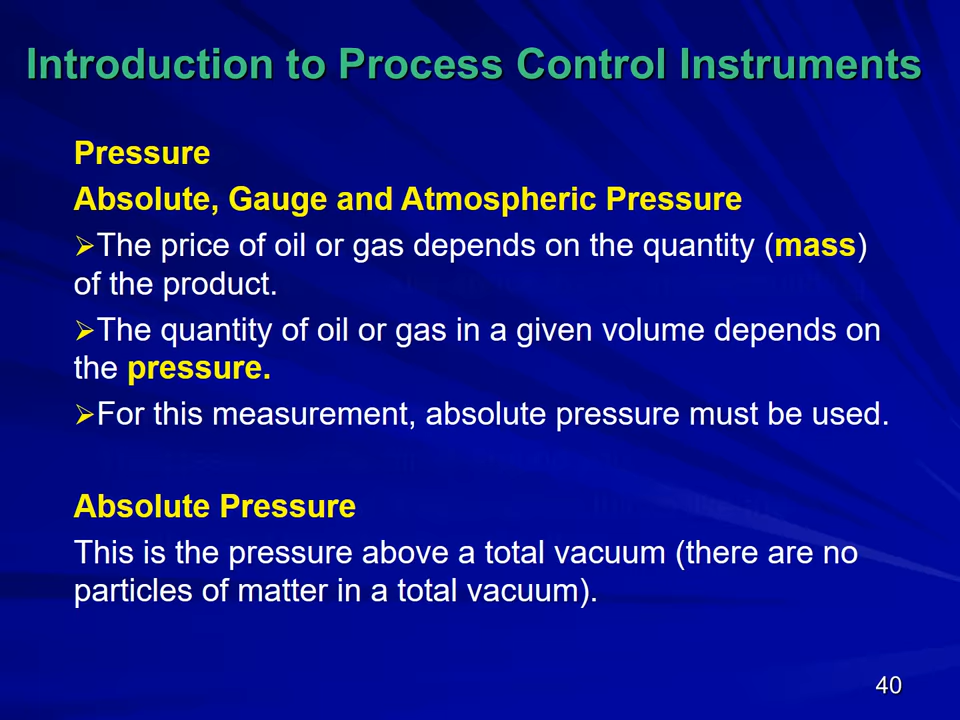 Introduction to Process Control Instruments
Pressure
Absolute, Gauge and Atmospheric Pressure
➢The price of oil or gas depends on the quantity (mass)
of the product.
➢The quantity of oil or gas in a given volume depends on
the pressure.
➢For this measurement, absolute pressure must be used.
Absolute Pressure
This is the pressure above a total vacuum (there are no
particles of matter in a total vacuum).
40